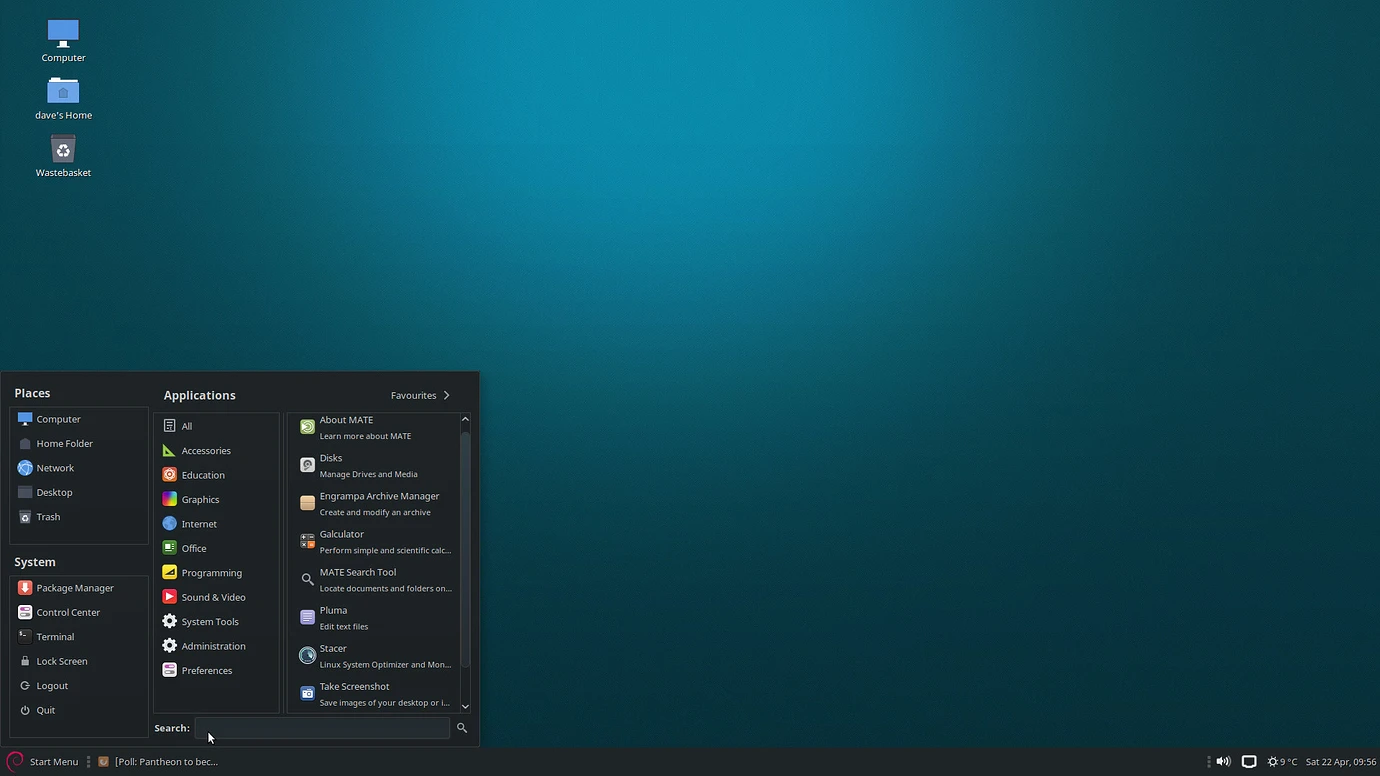 Computer
dave's Home
Wastebasket
Places
Computer
Home Folder
Network
Desktop
Trash
System
Package Manager
Control Center
Terminal
Lock Screen
Logout
Quit
Applications
Favourites
All
Accessories
Education
Graphics
Internet
Office
Programming
Sound & Video
System Tools
Administration
Preferences
About MATE
Learn more about MATE
Disks
Manage Drives and Media
Engrampa Archive Manager
Create and modify an archive
Galculator
Perform simple and scientific calc...
MATE Search Tool
Locate documents and folders on...
Pluma
Edit text files
Stacer
Linux System Optimizer and Mon...
Take Screenshot
Save images of your desktop or i...
Search:
Start Menu
[Poll: Pantheon to bec...
9 °C
Sat 22 Apr, 09:56